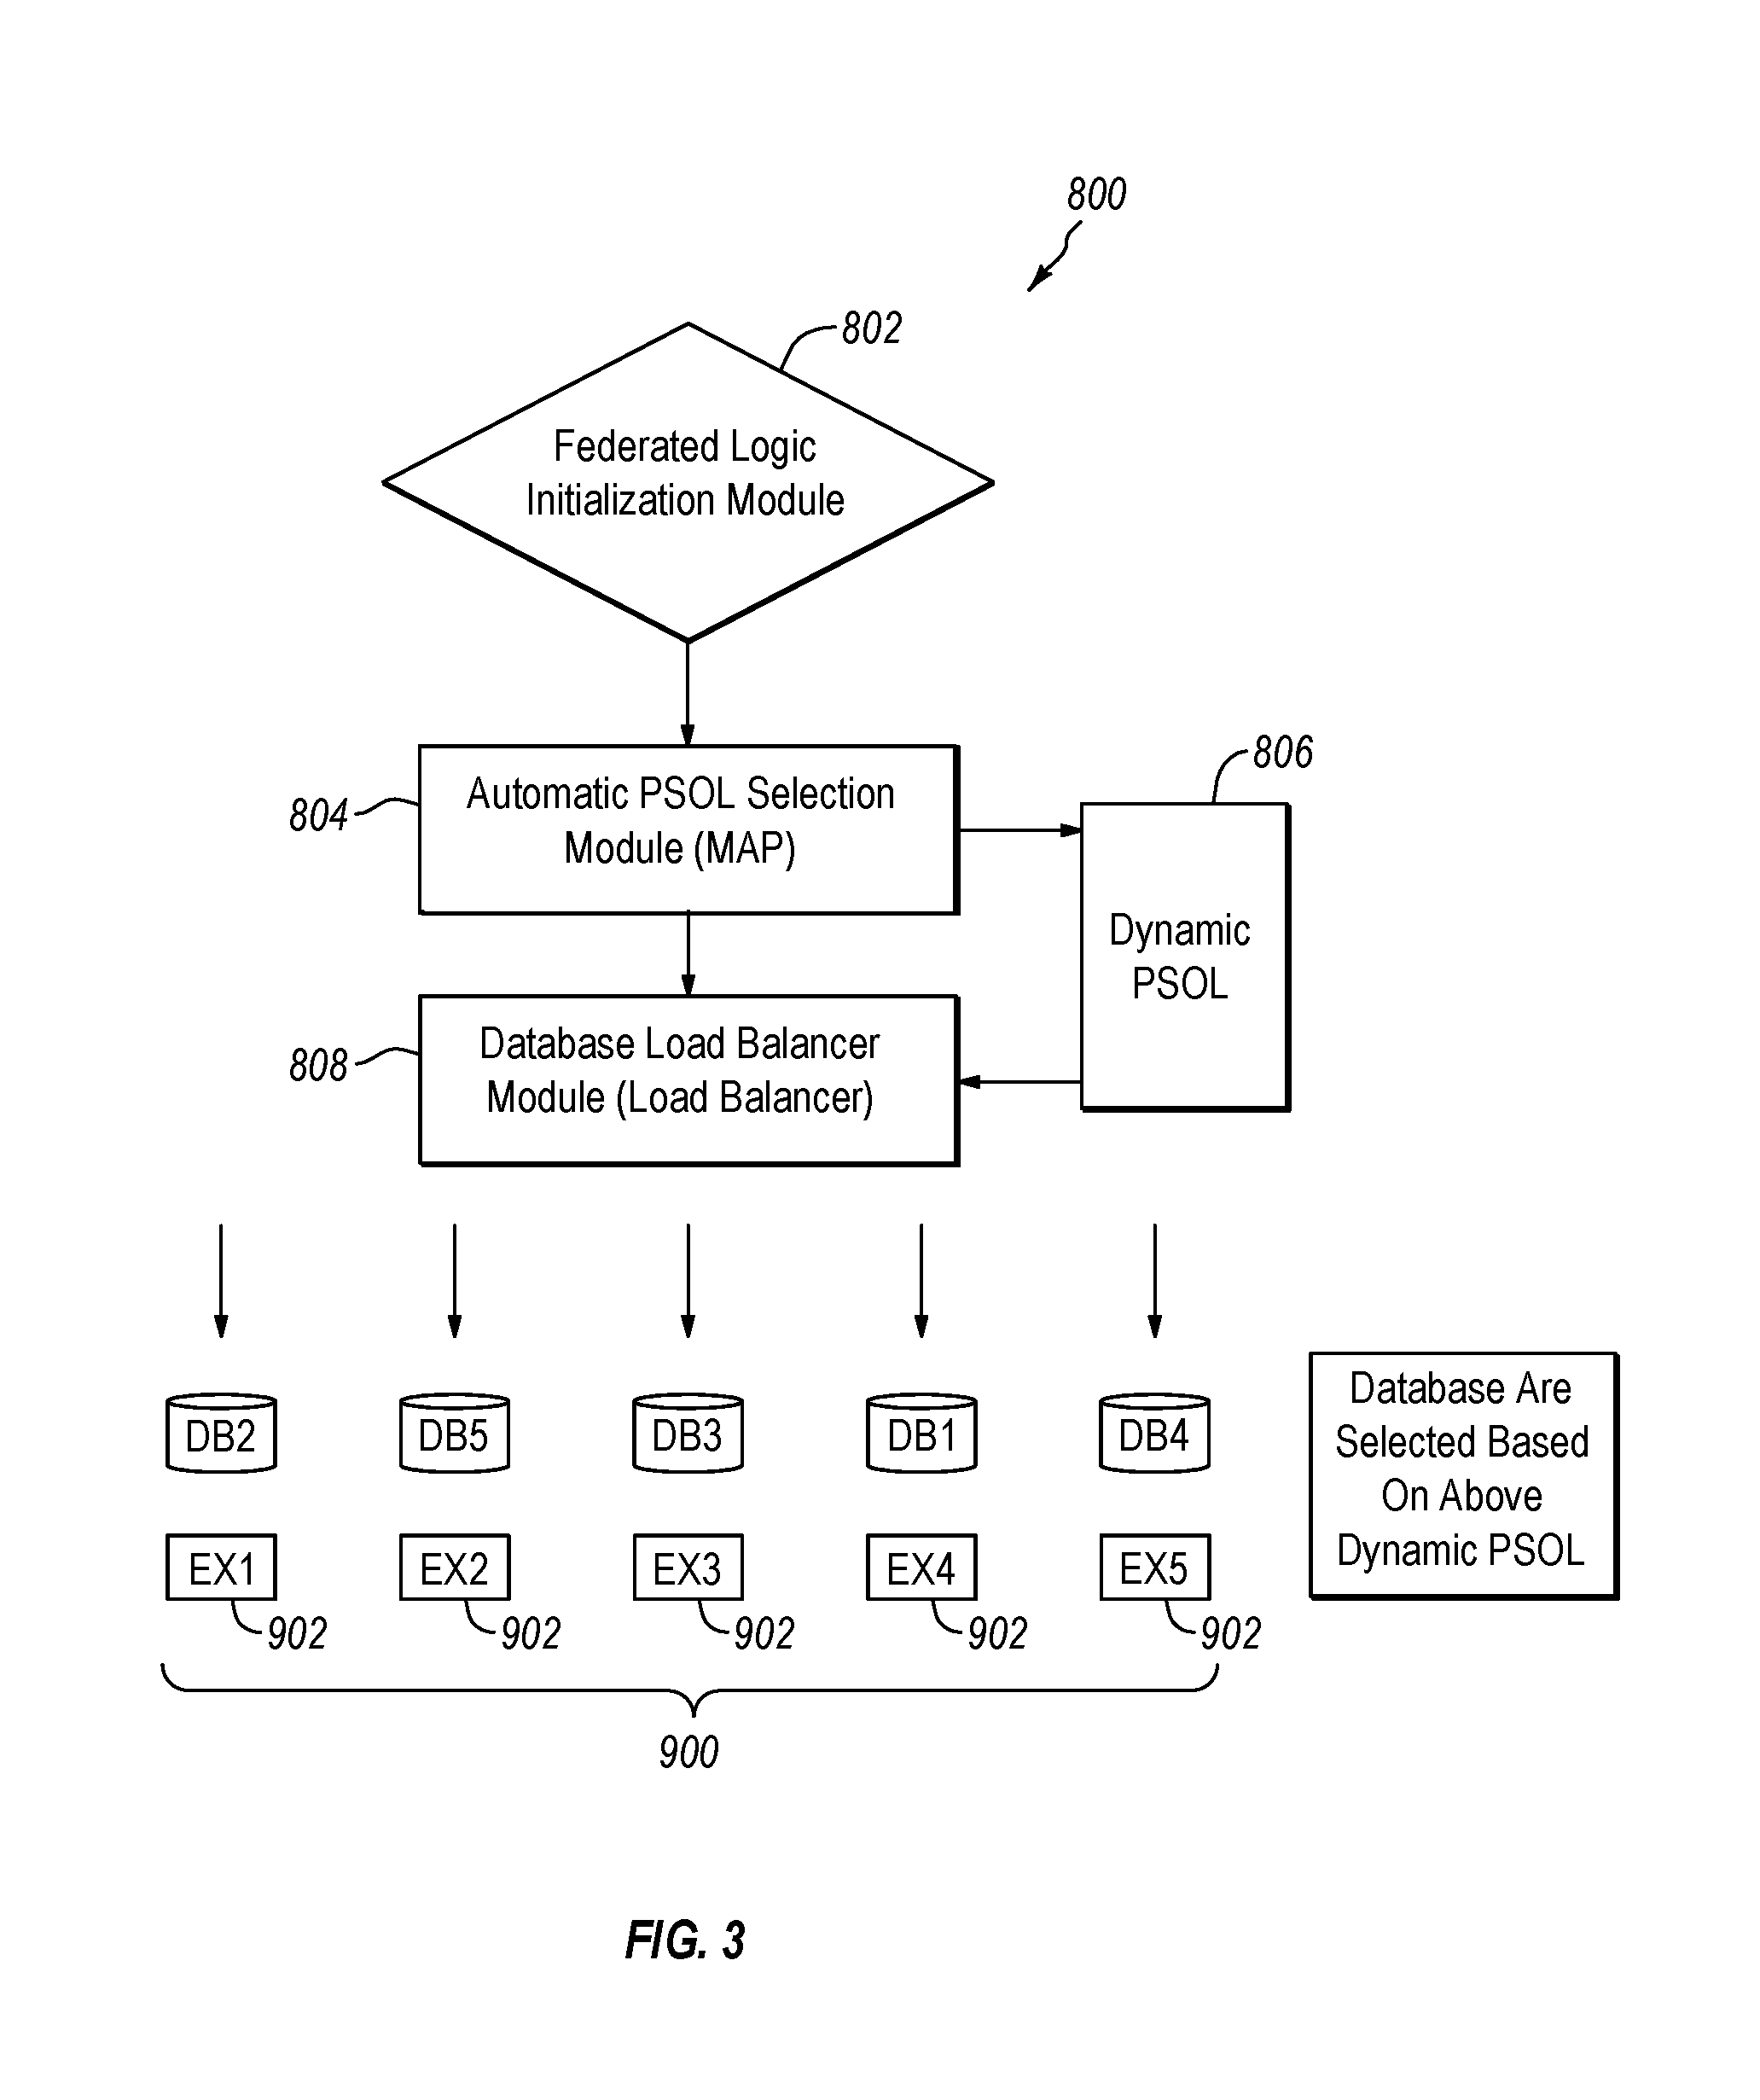 800
802
Federated Logic
Initialization Module
804
Automatic PSOL Selection
Module (MAP)
806
Dynamic
PSOL
808
Database Load Balancer
Module (Load Balancer)
DB2
DB5
DB3
DB1
DB4
Database Are
Selected Based
On Above
Dynamic PSOL
EX1
EX2
EX3
EX4
EX5
902
902
902
902
902
900
FIG. 3